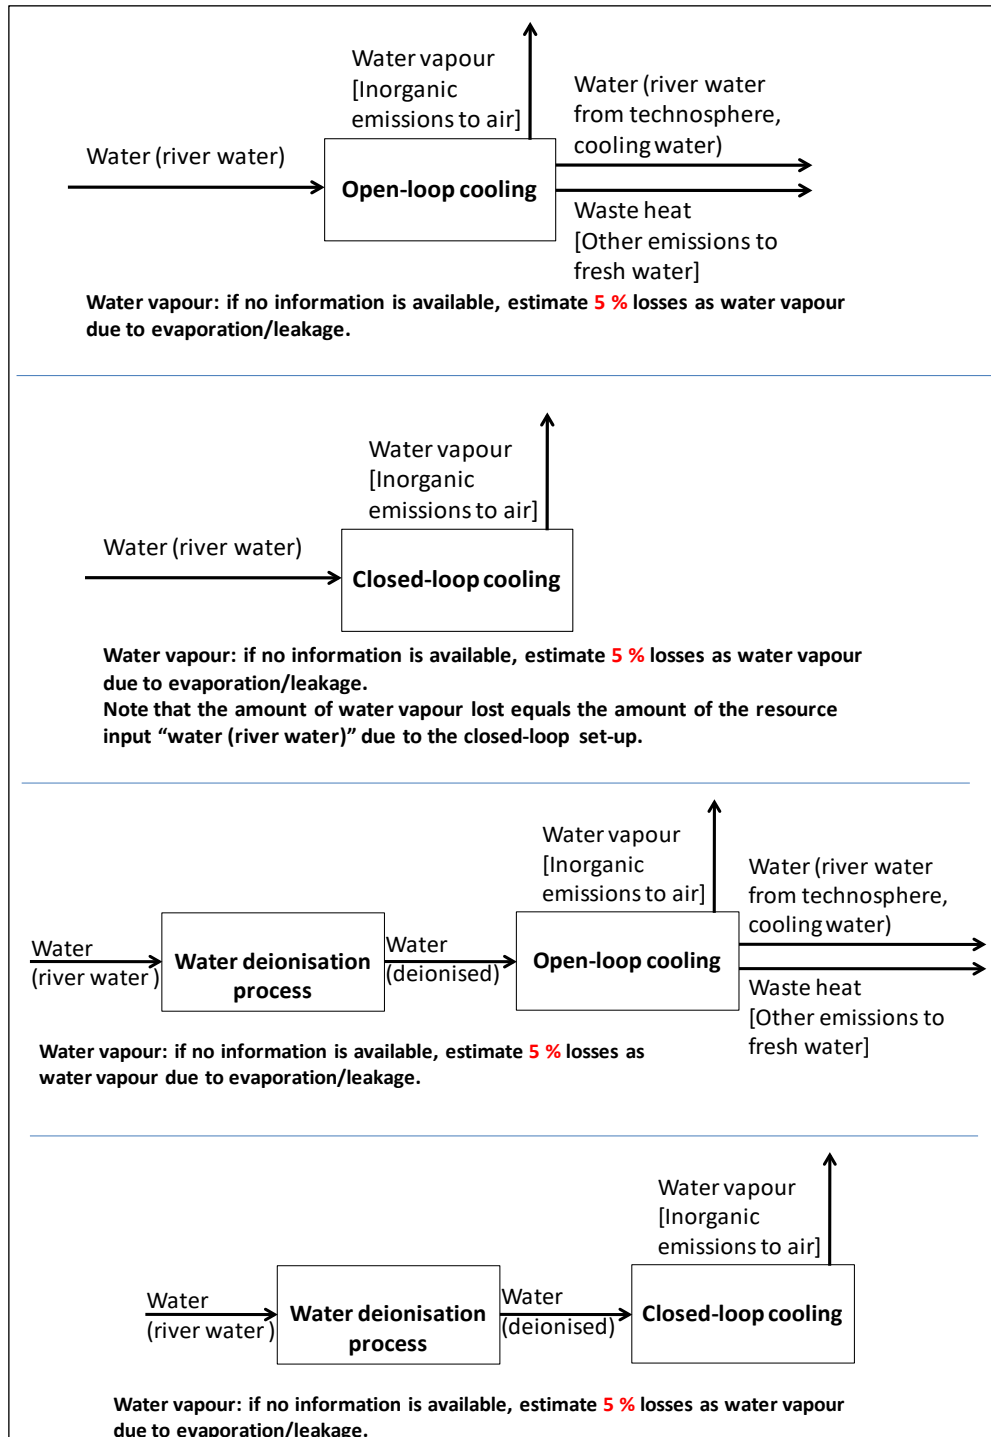 Water vapour
[Inorganic
emissions to air]
Water (river water
from technosphere,
cooling water)
Water (river water)
Open-loop cooling
Waste heat
[Other emissions to
fresh water]
Water vapour: if no information is available, estimate 5 % losses as water vapour
due to evaporation/leakage.
Water vapour
[Inorganic
emissions to air]
Water (river water)
Closed-loop cooling
Water vapour: if no information is available, estimate 5 % losses as water vapour
due to evaporation/leakage.
Note that the amount of water vapour lost equals the amount of the resource
input “water (river water)” due to the closed-loop set-up.
Water vapour
[Inorganic
emissions to air]
Water (river water
from technosphere,
cooling water)
Water
(river water )
Water deionisation
process
Water
(deionised)
Open-loop cooling
Waste heat
[Other emissions to
fresh water]
Water vapour: if no information is available, estimate 5 % losses as
water vapour due to evaporation/leakage.
Water vapour
[Inorganic
emissions to air]
Water
(river water )
Water deionisation
process
Water
(deionised)
Closed-loop cooling
Water vapour: if no information is available, estimate 5 % losses as water vapour
due to evaporation/leakage.